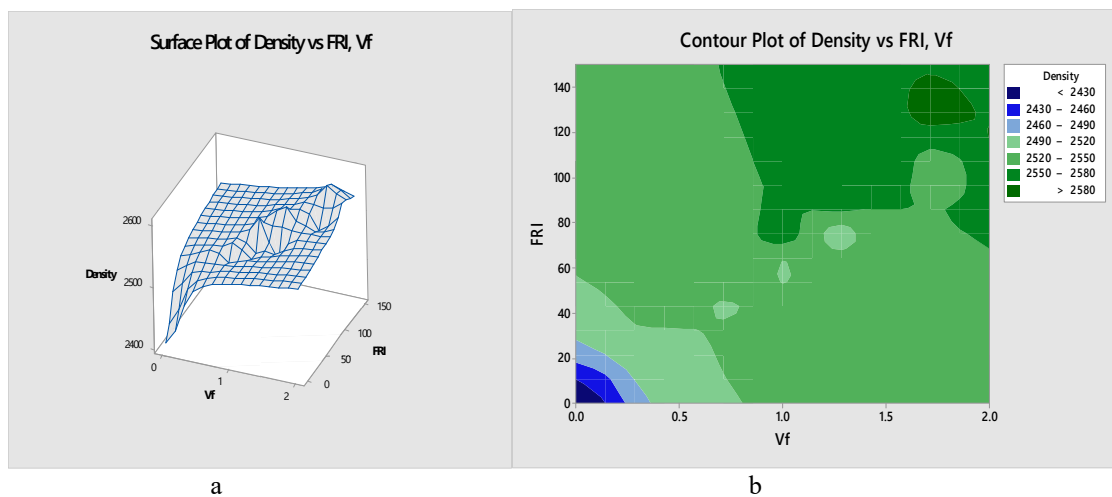 Surface Plot of Density vs FRI, Vf
2600
2500
2400
Density
0
1
2
Vf
0
50
100
150
FRI
a
Contour Plot of Density vs FRI, Vf
140
120
100
80
60
40
20
0
FRI
0.0 0.5 1.0 1.5 2.0
Vf
Density
< 2430
2430 – 2460
2460 – 2490
2490 – 2520
2520 – 2550
2550 – 2580
> 2580
b